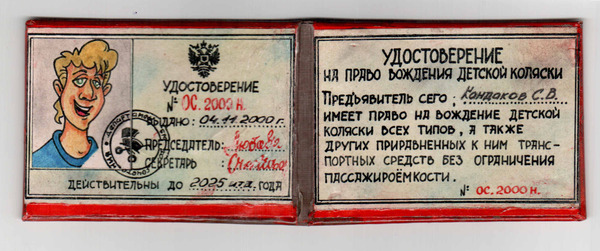 УДОСТОВЕРЕНИЕ
№ ОС. 2000 Н.
ВЫДАНО: 04.11.2000 г.
ПРЕДСЕДАТЕЛЬ:
СЕКРЕТАРЬ
ДЕЙСТВИТЕЛЬНЫ ДО 2025 ГОДА
УДОСТОВЕРЕНИЕ
НА ПРАВО ВОЖДЕНИЯ ДЕТСКОЙ КОЛЯСКИ
ПРЕДЪЯВИТЕЛЬ СЕГО: Кондаков С.В.
ИМЕЕТ ПРАВО НА ВОЖДЕНИЕ ДЕТСКОЙ
КОЛЯСКИ ВСЕХ ТИПОВ, А ТАКЖЕ
ДРУГИХ ПРИРАВНЕННЫХ К НИМ ТРАНС-
ПОРТНЫХ СРЕДСТВ БЕЗ ОГРАНИЧЕНИЯ
ПАССАЖИРОЁМКОСТИ.
№ ОС. 2000 Н.